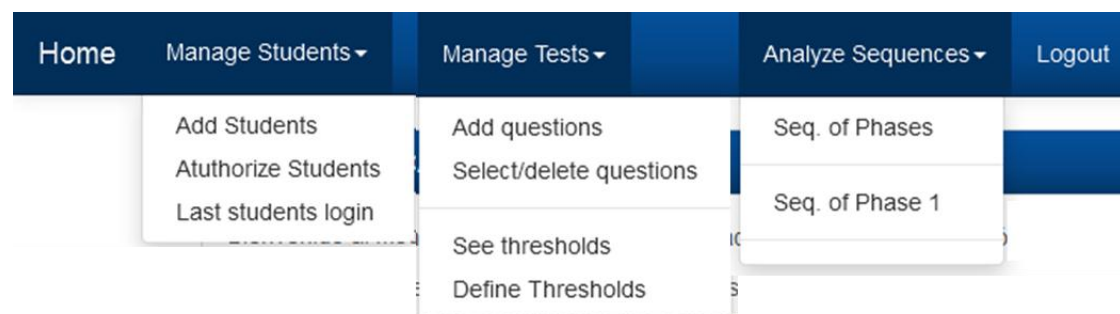 Home
Manage Students
Manage Tests
Analyze Sequences
Logout
Add Students
Atuthorize Students
Last students login
Add questions
Select/delete questions
See thresholds
Define Thresholds
Seq. of Phases
Seq. of Phase 1